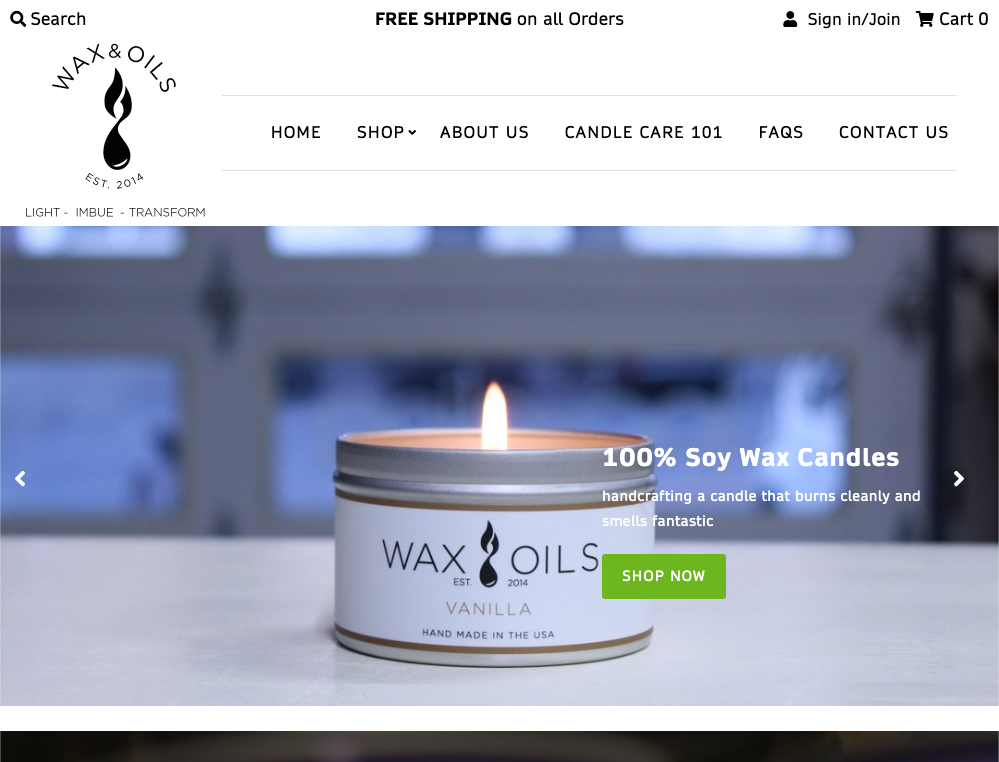 Search
FREE SHIPPING on all Orders
Sign in/Join
Cart 0
WAX & OILS
EST. 2014
LIGHT - IMBUE - TRANSFORM
HOME
SHOP
ABOUT US
CANDLE CARE 101
FAQS
CONTACT US
100% Soy Wax Candles
handcrafting a candle that burns cleanly and
smells fantastic
SHOP NOW
WAX OILS
EST. 2014
VANILLA
HAND MADE IN THE USA